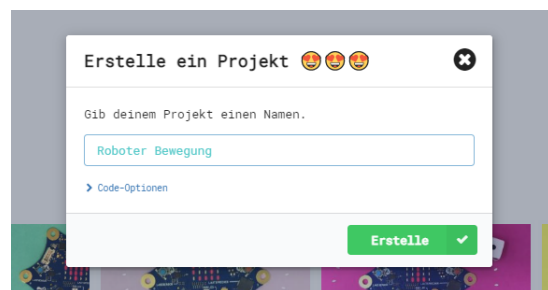 Erstelle ein Projekt 😍😍😍
Gib deinem Projekt einen Namen.
Roboter Bewegung
Code-Optionen
Erstelle